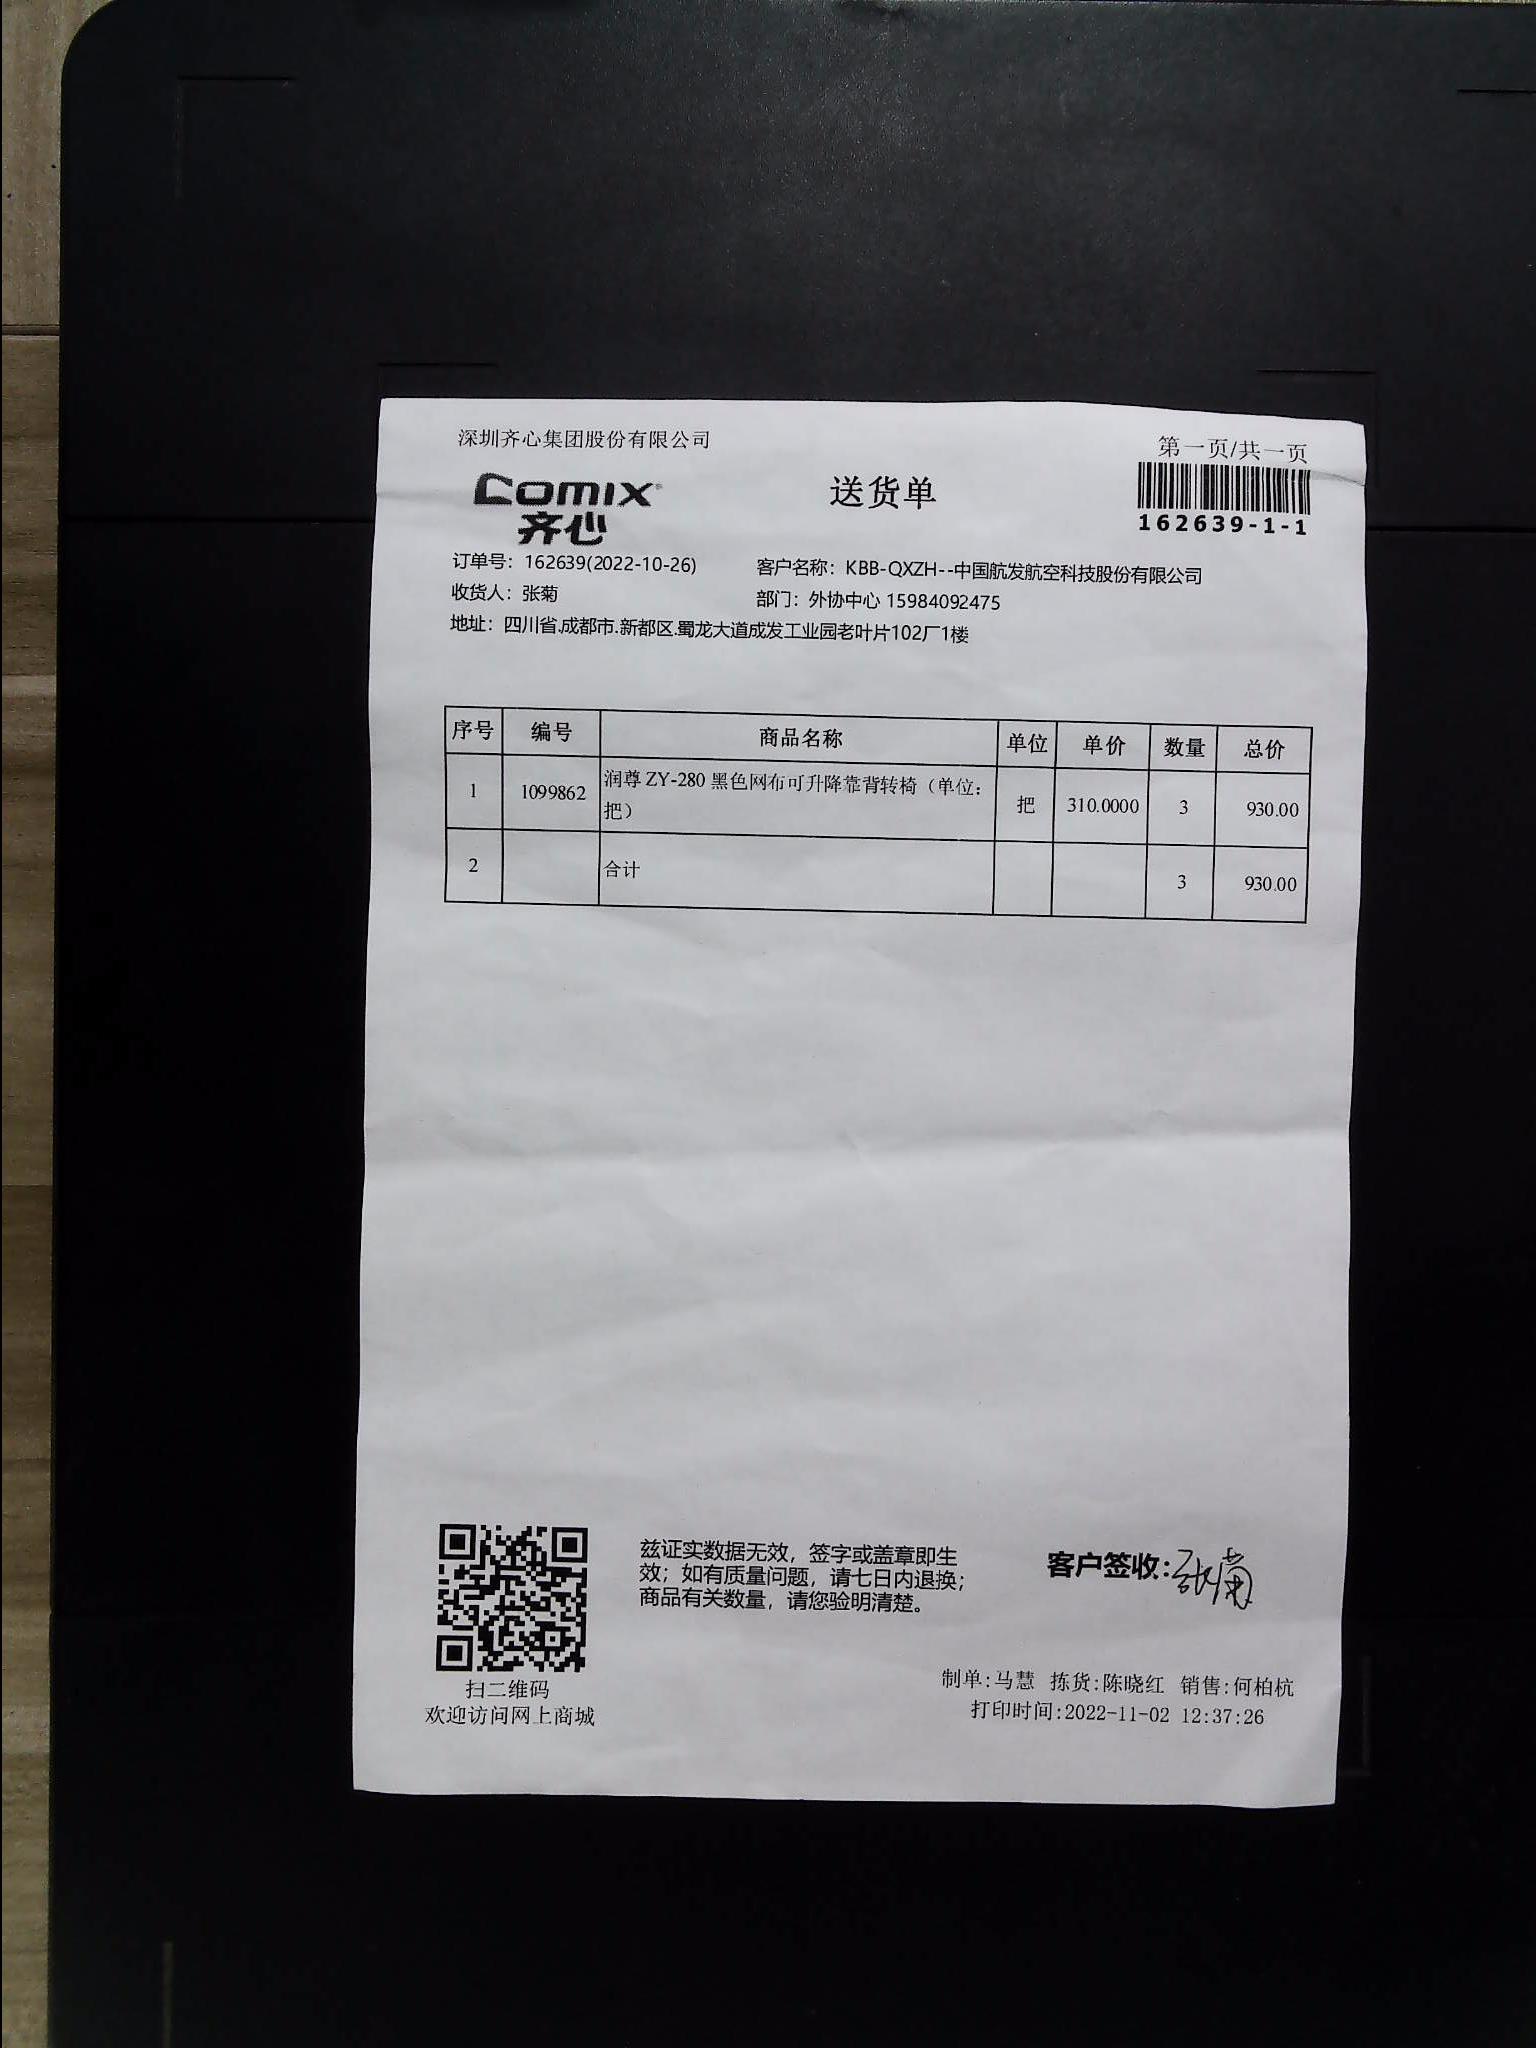 深圳齐心集团股份有限公司
第一页/共一页
Comix
齐心
送货单
162639-1-1
订单号：162639(2022-10-26)
客户名称：KBB-QXZH--中国航发航空科技股份有限公司
收货人：张菊
部门：外协中心 15984092475
地址：四川省.成都市.新都区.蜀龙大道成发工业园老叶片102厂1楼
序号 编号 商品名称 单位 单价 数量 总价
1 1099862 润尊 ZY-280 黑色网布可升降靠背转椅（单位：
把） 把 310.0000 3 930.00
2 合计 3 930.00
兹证实数据无效，签字或盖章即生
效；如有质量问题，请七日内退换；
商品有关数量，请您验明清楚。
客户签收：张菊
扫二维码
欢迎访问网上商城
制单:马慧 拣货:陈晓红 销售:何柏杭
打印时间:2022-11-02 12:37:26